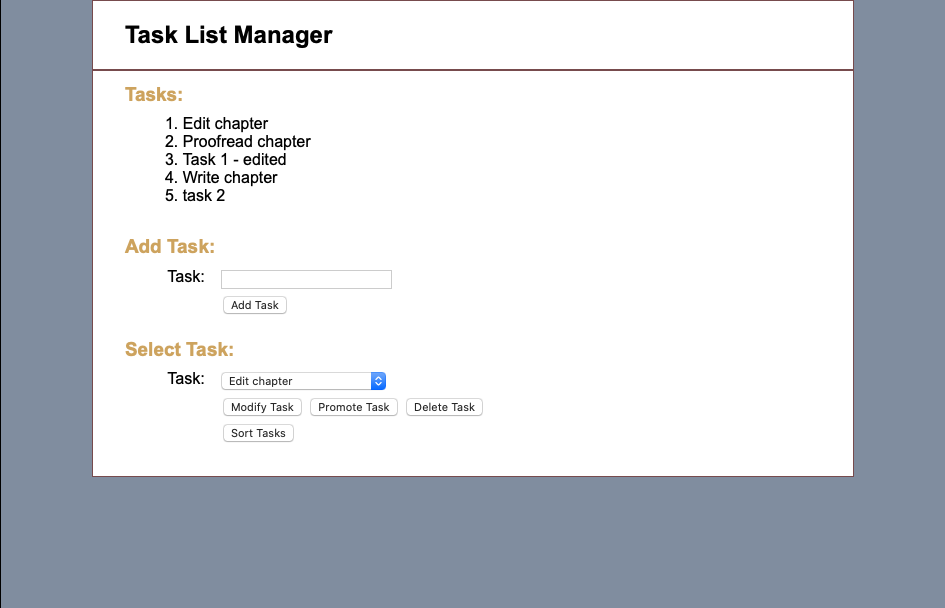 Task List Manager
Tasks:
1. Edit chapter
2. Proofread chapter
3. Task 1 - edited
4. Write chapter
5. task 2
Add Task:
Task:
Add Task
Select Task:
Task: Edit chapter
Modify Task Promote Task Delete Task
Sort Tasks